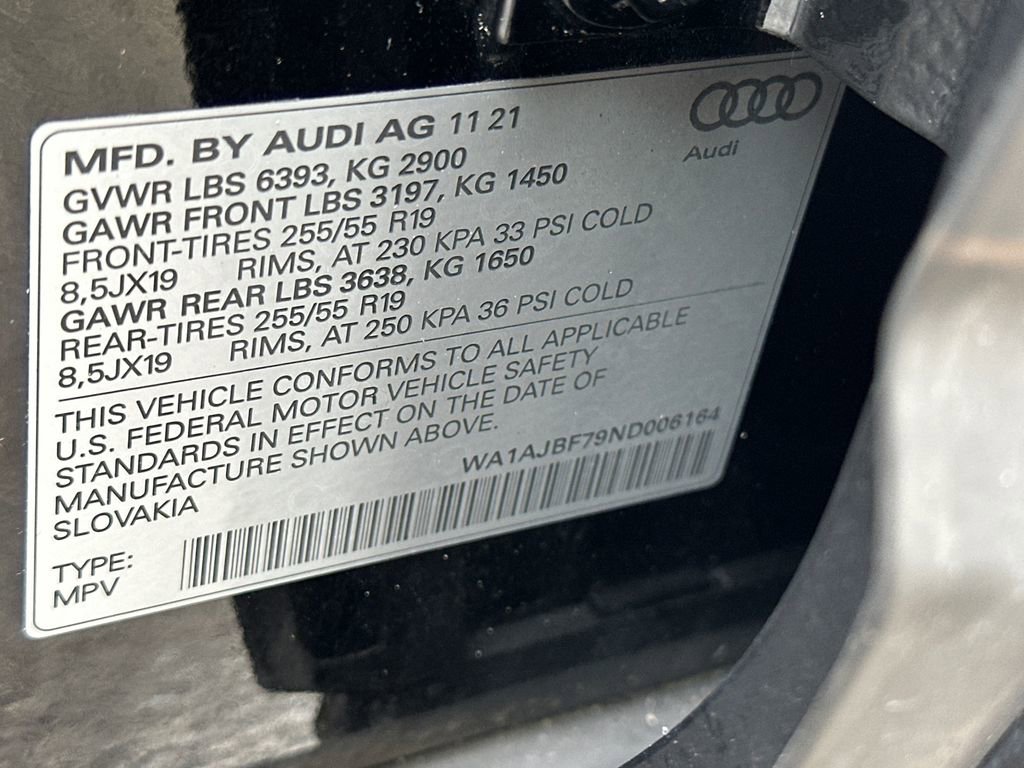 MFD. BY AUDI AG 11 21
Audi
GVWR LBS 6393, KG 2900
GAWR FRONT LBS 3197, KG 1450
FRONT-TIRES 255/55 R19
8,5JX19 RIMS, AT 230 KPA 33 PSI COLD
GAWR REAR LBS 3638, KG 1650
REAR-TIRES 255/55 R19
8,5JX19 RIMS, AT 250 KPA 36 PSI COLD
THIS VEHICLE CONFORMS TO ALL APPLICABLE
U.S. FEDERAL MOTOR VEHICLE SAFETY
STANDARDS IN EFFECT ON THE DATE OF
MANUFACTURE SHOWN ABOVE.
SLOVAKIA
WA1AJBF79ND006164
TYPE:
MPV